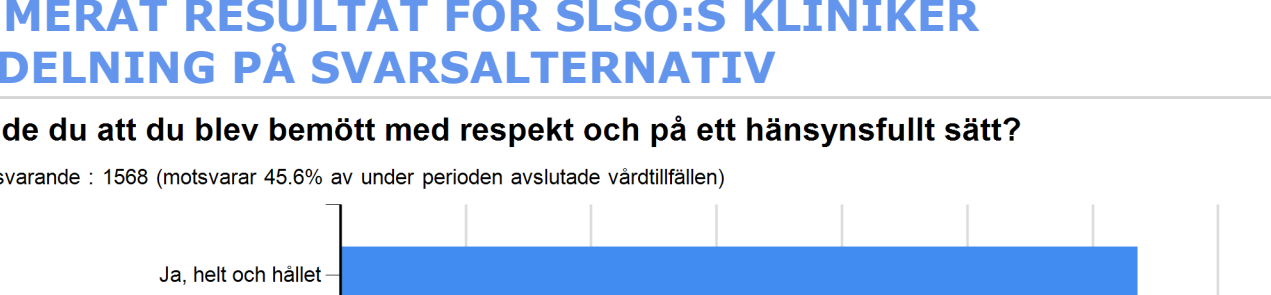 MERAT RESULTAT FÖR SLSO:S KLINIKER
DELNING PÅ SVARSALTERNATIV
de du att du blev bemött med respekt och på ett hänsynsfullt sätt?
svarande : 1568 (motsvarar 45.6% av under perioden avslutade vårdtillfällen)
Ja, helt och hållet